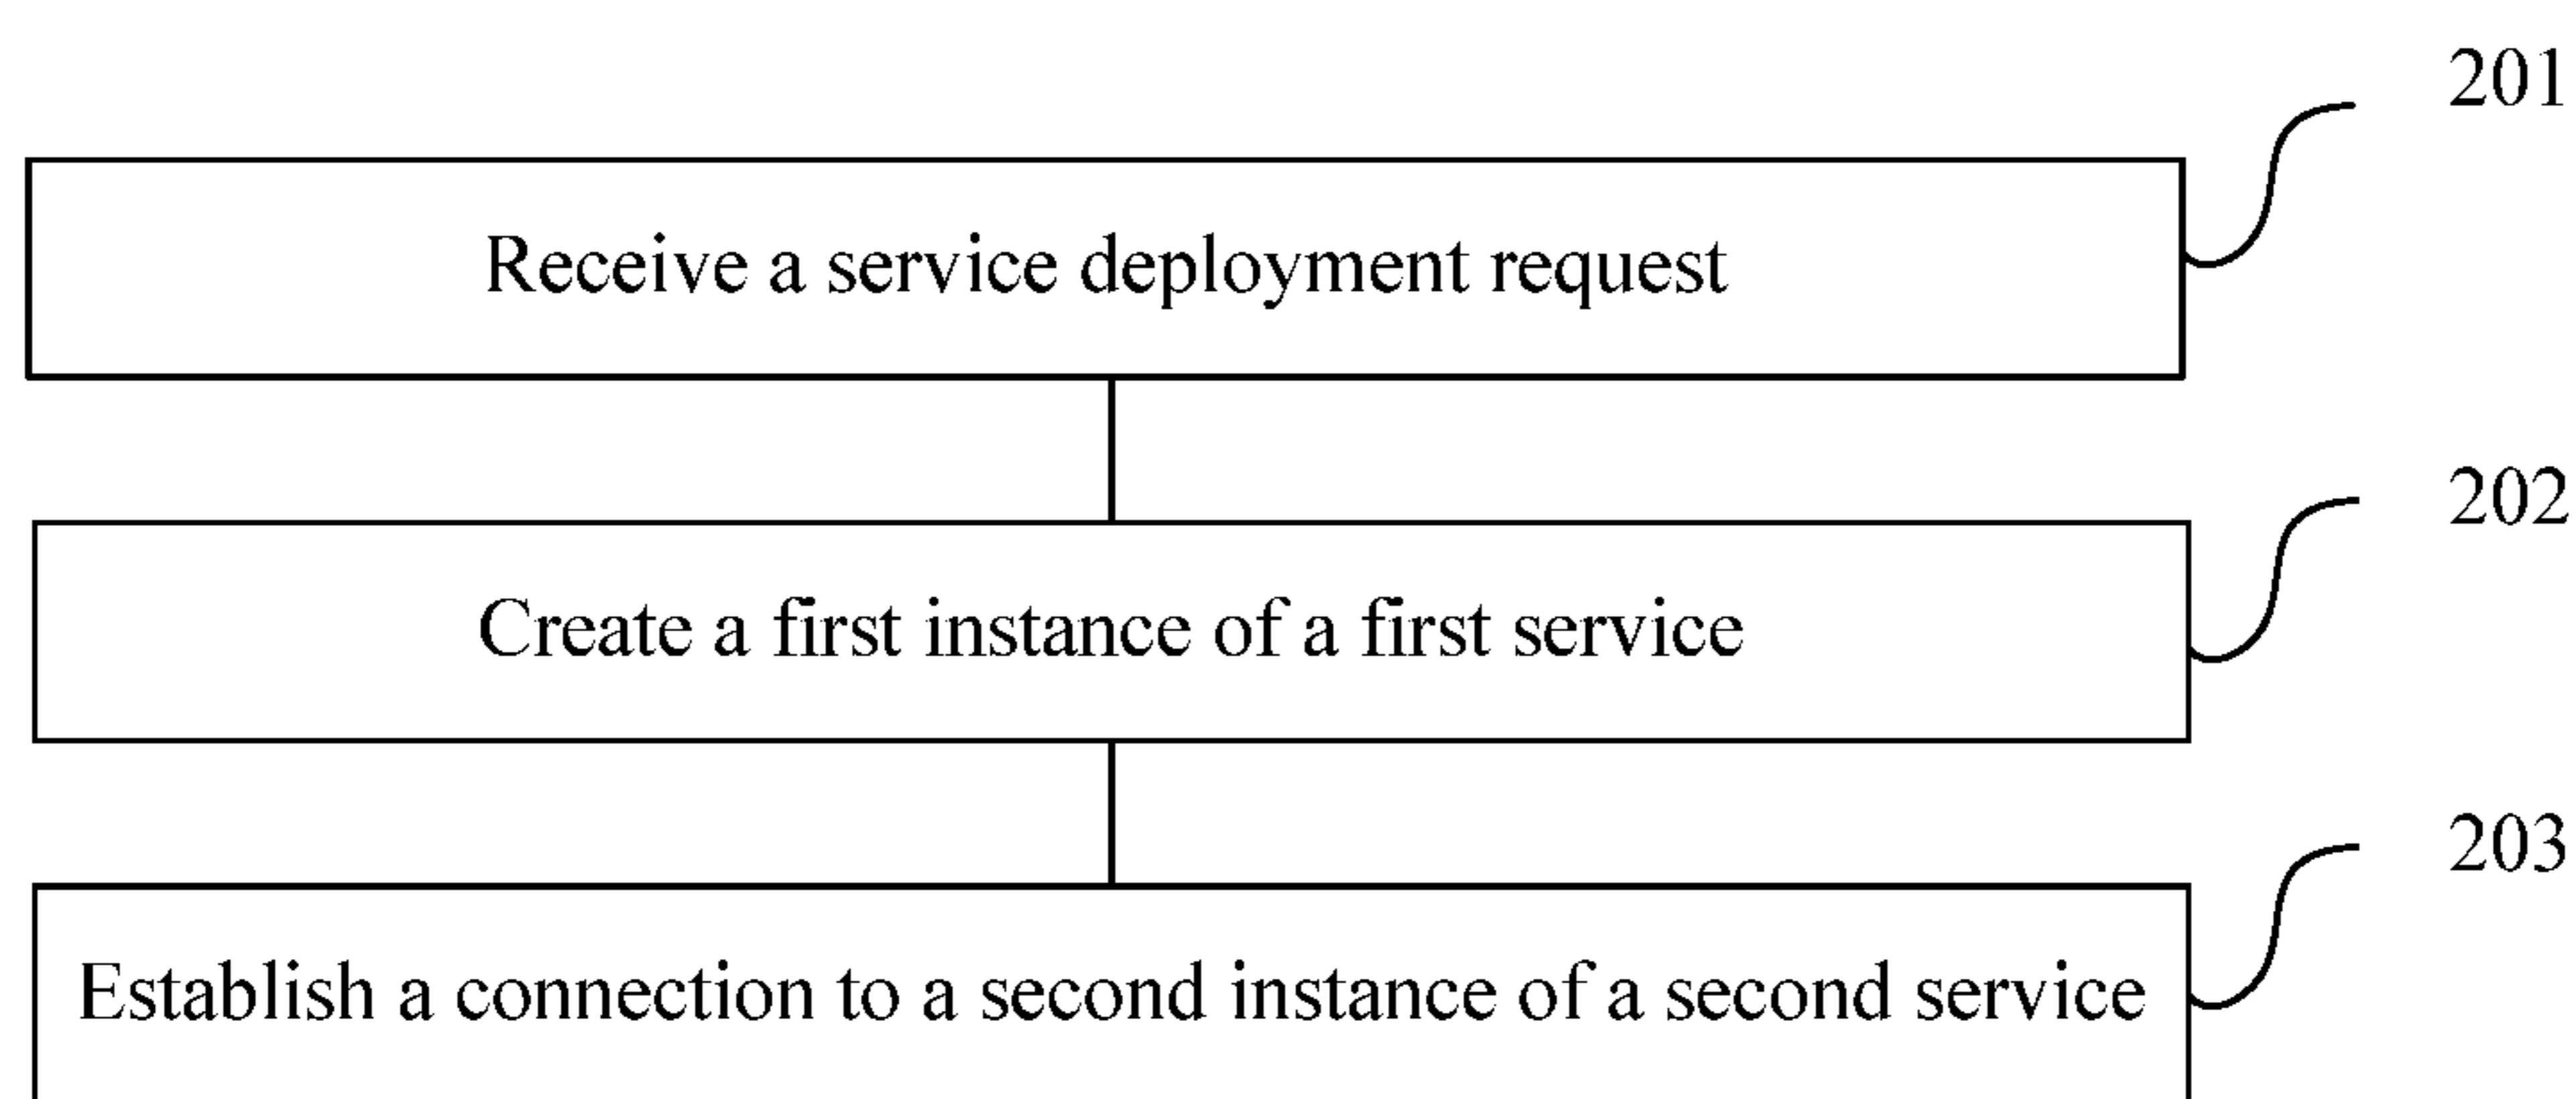 201
Receive a service deployment request
202
Create a first instance of a first service
203
Establish a connection to a second instance of a second service